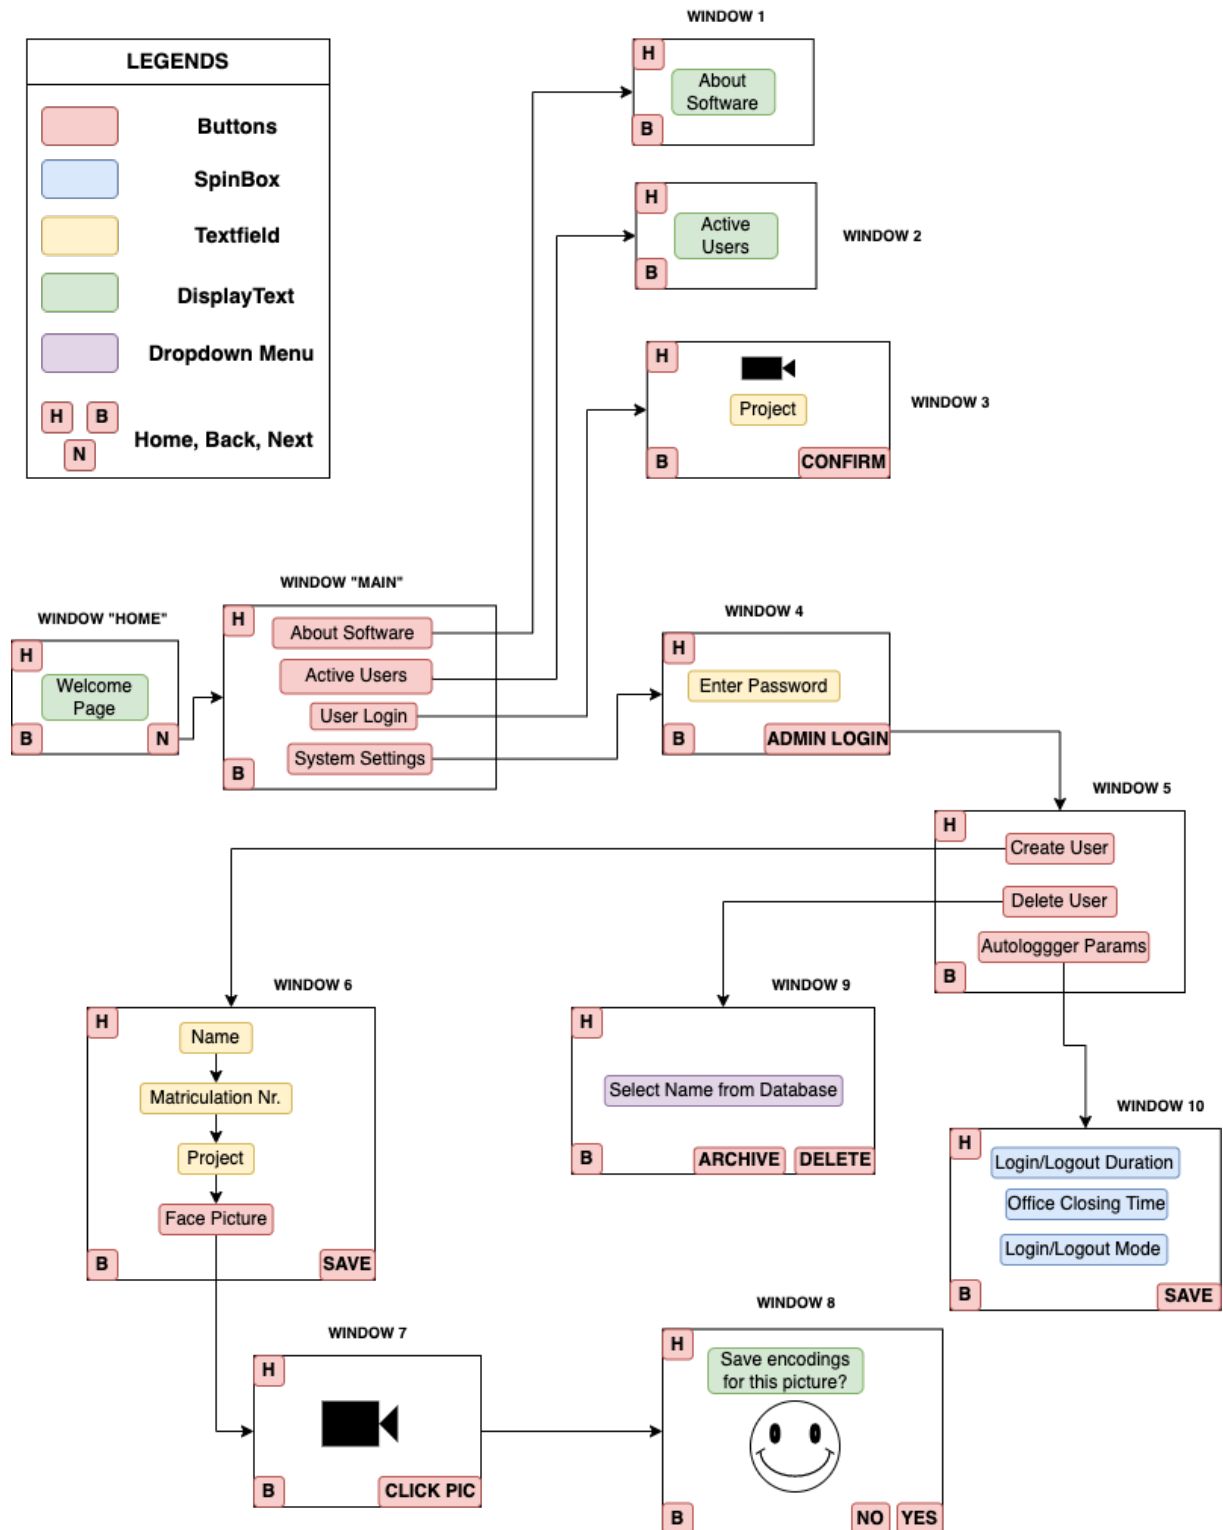 LEGENDS
Buttons
SpinBox
Textfield
DisplayText
Dropdown Menu
H B
N
Home, Back, Next
WINDOW 1
H
About
Software
B
H
Active
Users
B
WINDOW 2
H
Project
B
CONFIRM
WINDOW 3
WINDOW "HOME"
H
Welcome
Page
B
N
WINDOW "MAIN"
H
About Software
Active Users
User Login
System Settings
B
WINDOW 4
H
Enter Password
B
ADMIN LOGIN
WINDOW 5
H
Create User
Delete User
Autologgger Params
B
WINDOW 6
H
Name
Matriculation Nr.
Project
Face Picture
B
SAVE
WINDOW 9
H
Select Name from Database
B
ARCHIVE
DELETE
WINDOW 10
H
Login/Logout Duration
Office Closing Time
Login/Logout Mode
B
SAVE
WINDOW 7
H
B
CLICK PIC
WINDOW 8
H
Save encodings
for this picture?
B
NO
YES